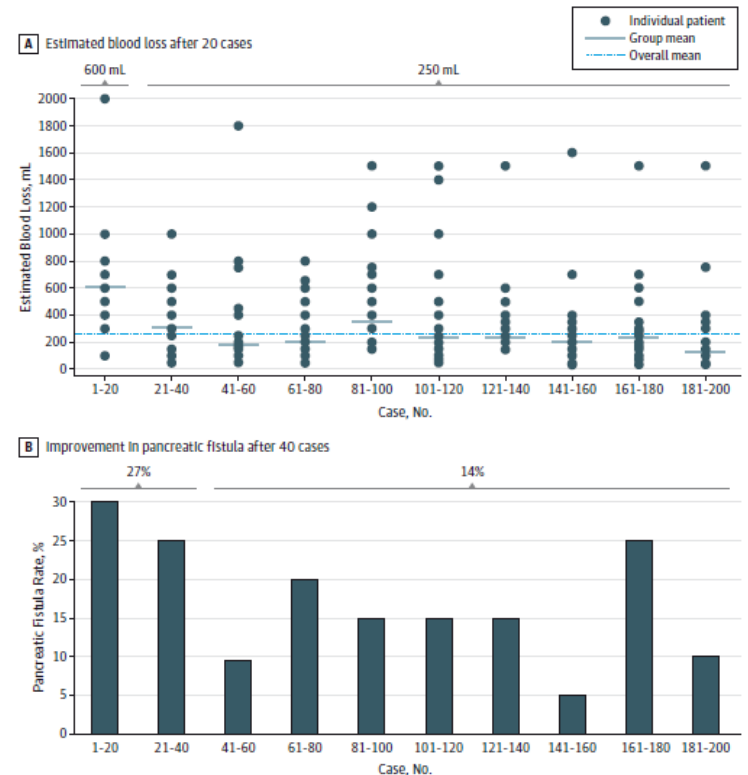 Individual patient
Group mean
Overall mean
A Estimated blood loss after 20 cases
600 mL 250 mL
2000
1800
1600
1400
1200
1000
800
600
400
200
0
Estimated Blood Loss, mL
1-20 21-40 41-60 61-80 81-100 101-120 121-140 141-160 161-180 181-200
Case, No.
B Improvement in pancreatic fistula after 40 cases
27% 14%
30
25
20
15
10
5
0
Pancreatic Fistula Rate, %
1-20 21-40 41-60 61-80 81-100 101-120 121-140 141-160 161-180 181-200
Case, No.